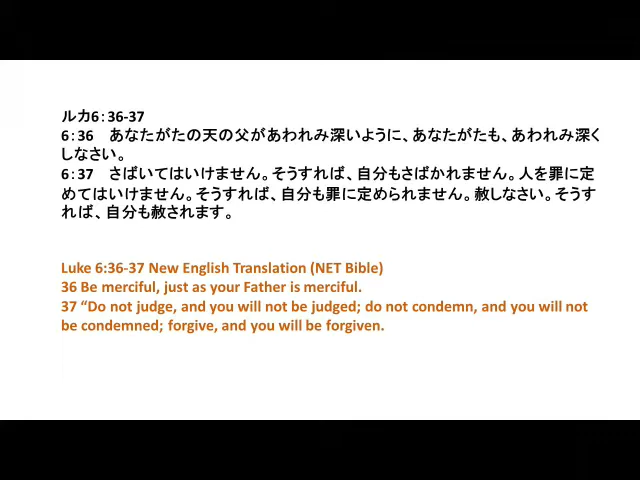 ルカ6：36-37
6：36　あなたがたの天の父があわれみ深いように、あなたがたも、あわれみ深く
しなさい。
6：37　さばいてはいけません。そうすれば、自分もさばかれません。人を罪に定
めてはいけません。そうすれば、自分も罪に定められません。赦しなさい。そうす
れば、自分も赦されます。
Luke 6:36-37 New English Translation (NET Bible)
36 Be merciful, just as your Father is merciful.
37 “Do not judge, and you will not be judged; do not condemn, and you will not
be condemned; forgive, and you will be forgiven.